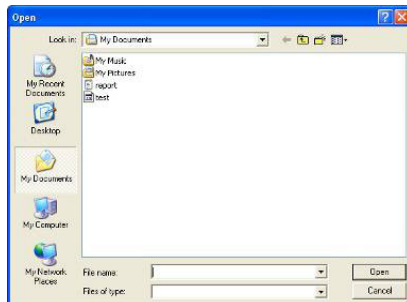 Open
Look in: My Documents
My Recent
Documents
Desktop
My Documents
My Computer
My Network
Places
My Music
My Pictures
report
test
File name:
Open
Files of type:
Cancel